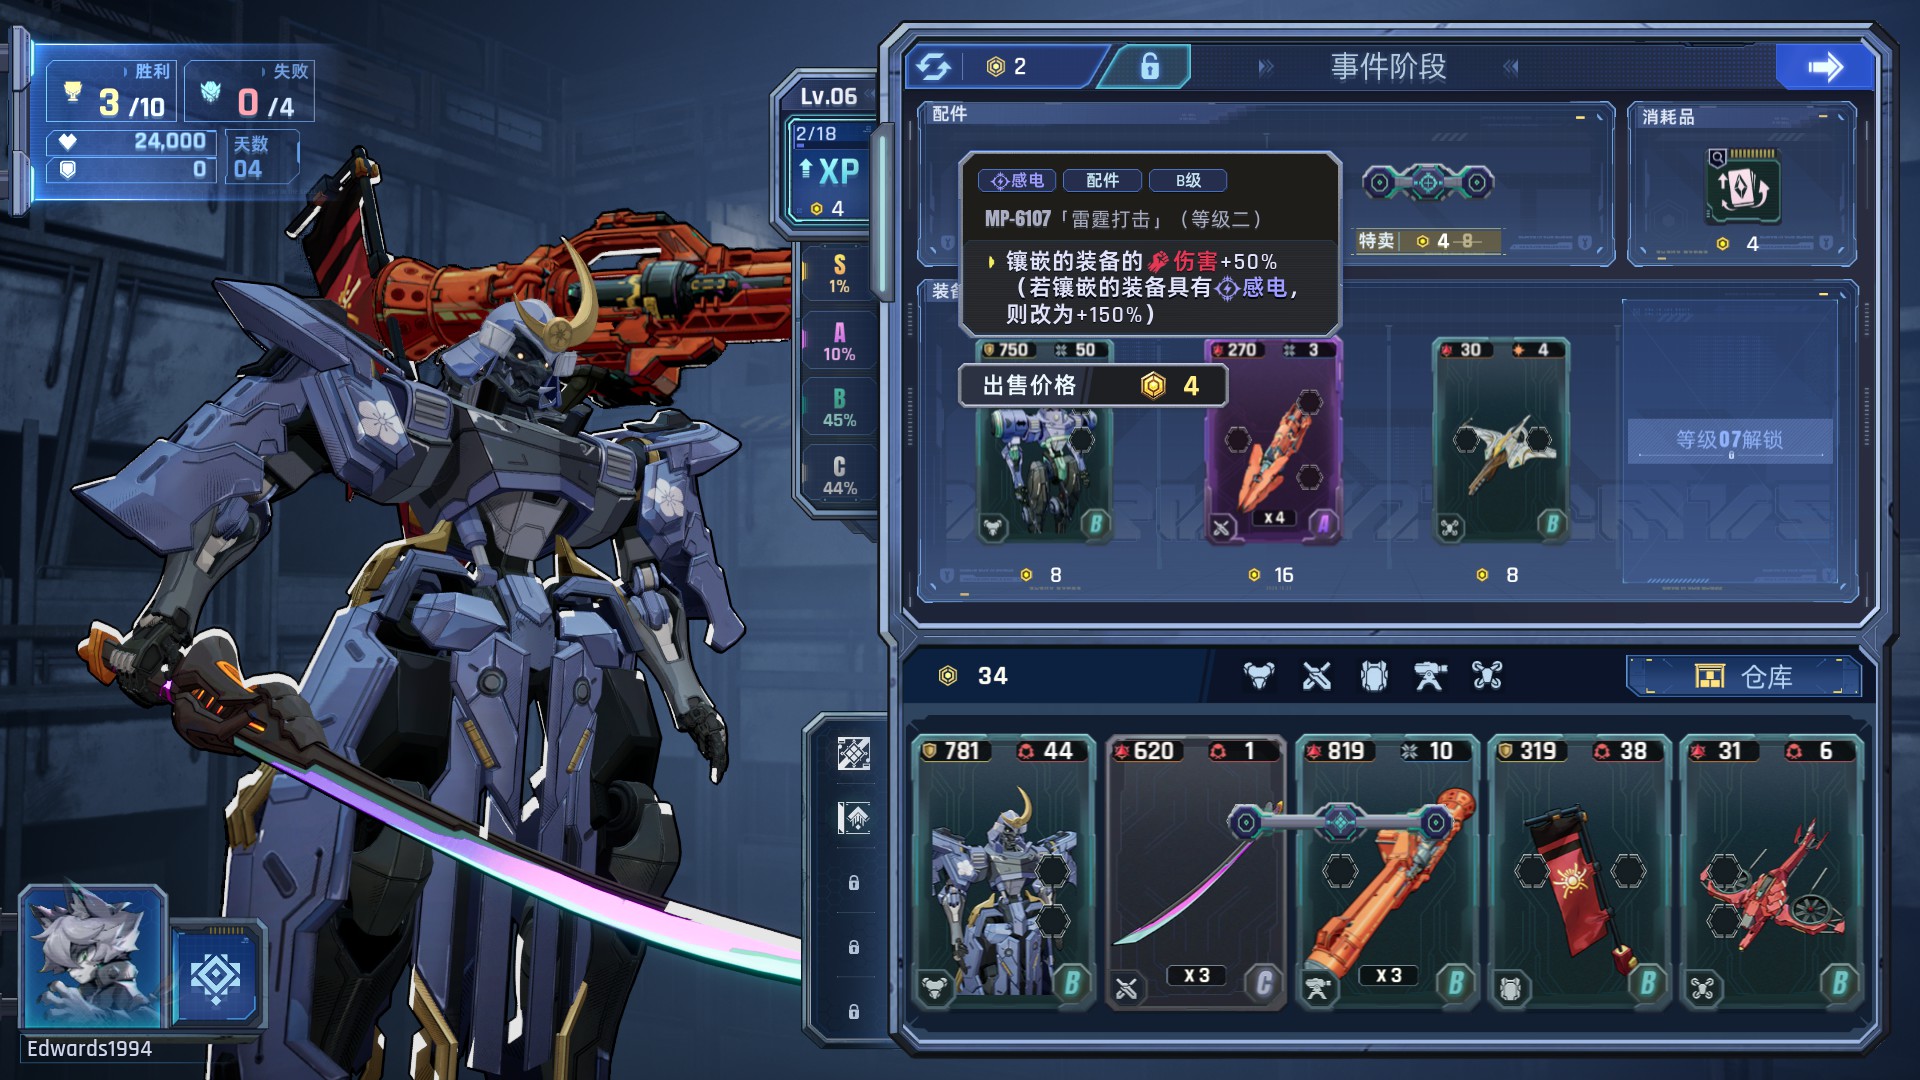 胜利
3 /10
失败
0 /4
24,000
0
天数
04
Lv.06
2/18
XP
4
S
1%
A
10%
B
45%
C
44%
2
事件阶段
配件
消耗品
特卖
4 8
4
感电
配件
B级
MP-6107「雷霆打击」（等级二）
镶嵌的装备的伤害+50%
（若镶嵌的装备具有感电，
则改为+150%）
出售价格 4
装备
750 50
B
8
270 3
x4
A
16
30 4
B
8
等级07解锁
34
仓库
781 44
B
620 1
x3
C
819 10
x3
B
319 38
B
31 6
B
Edwards1994